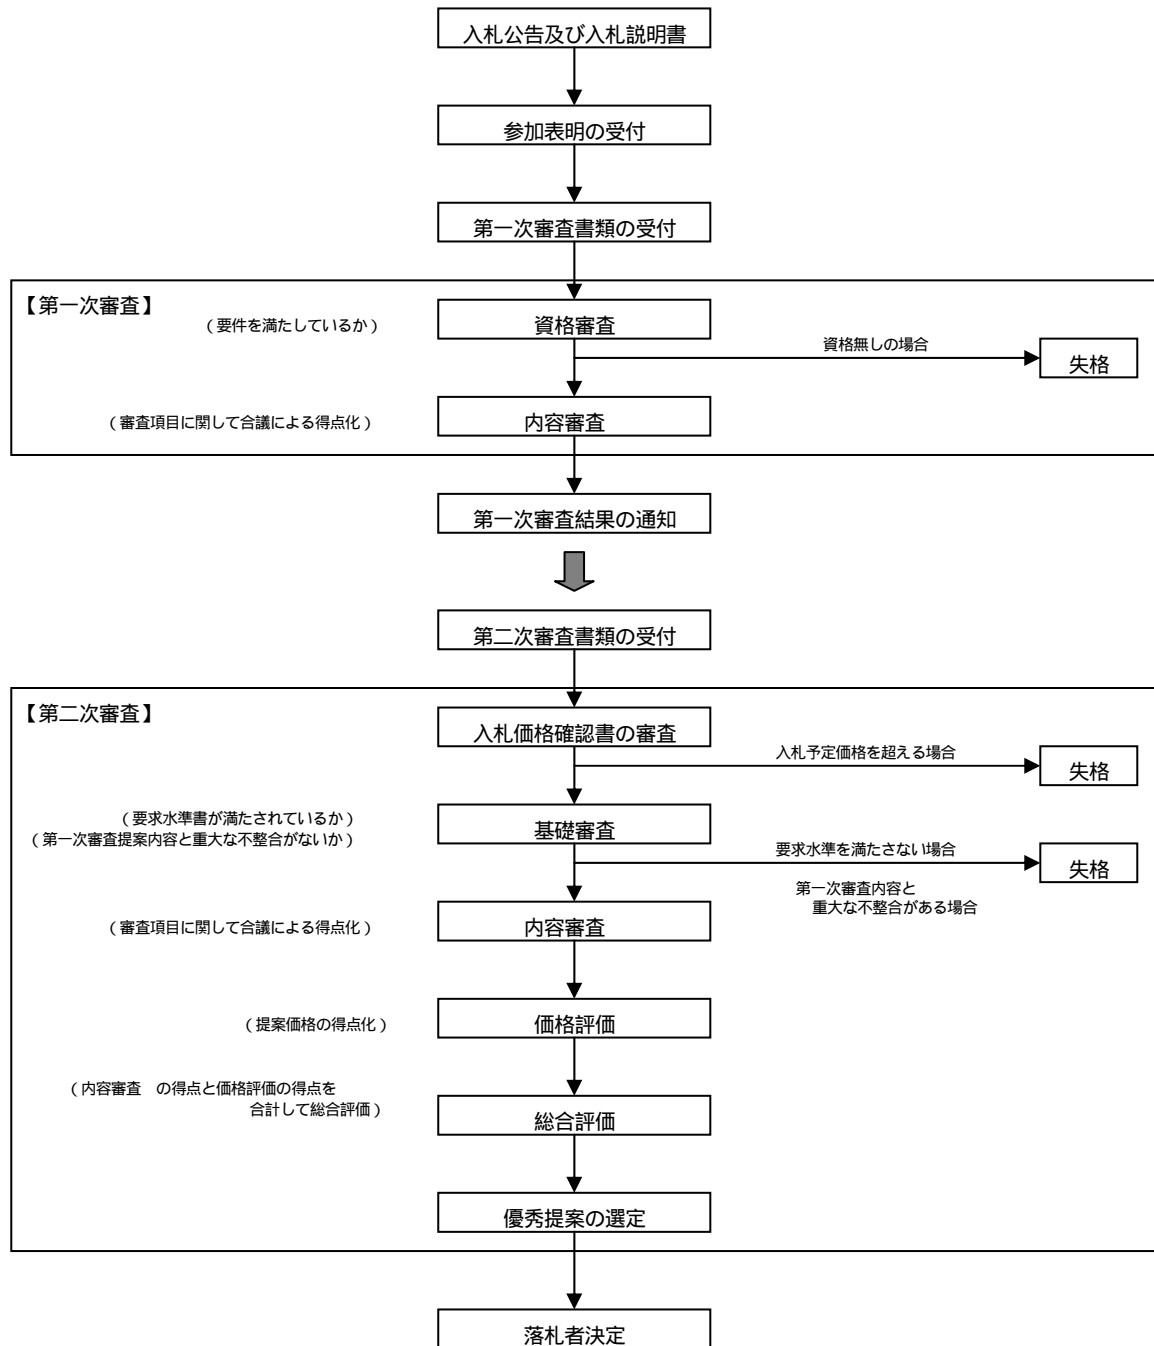 入札公告及び入札説明書
参加表明の受付
第一次審査書類の受付
【第一次審査】
（要件を満たしているか）
資格審査
資格無しの場合
失格
（審査項目に関して合議による得点化）
内容審査
第一次審査結果の通知
第二次審査書類の受付
【第二次審査】
入札価格確認書の審査
入札予定価格を超える場合
失格
（要求水準書が満たされているか）
（第一次審査提案内容と重大な不整合がないか）
基礎審査
要求水準を満たさない場合
失格
第一次審査内容と
重大な不整合がある場合
（審査項目に関して合議による得点化）
内容審査
（提案価格の得点化）
価格評価
（内容審査　の得点と価格評価の得点を
合計して総合評価）
総合評価
優秀提案の選定
落札者決定